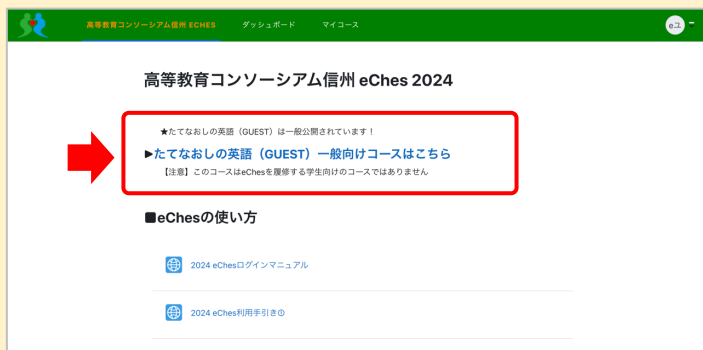 高等教育コンソーシアム信州 ECHES ダッシュボード マイコース eユ
高等教育コンソーシアム信州 eChes 2024
★たてなおしの英語（GUEST）は一般公開されています！
▶たてなおしの英語（GUEST）一般向けコースはこちら
【注意】このコースはeChesを履修する学生向けのコースではありません
■eChesの使い方
2024 eChesログインマニュアル
2024 eChes利用手引き①